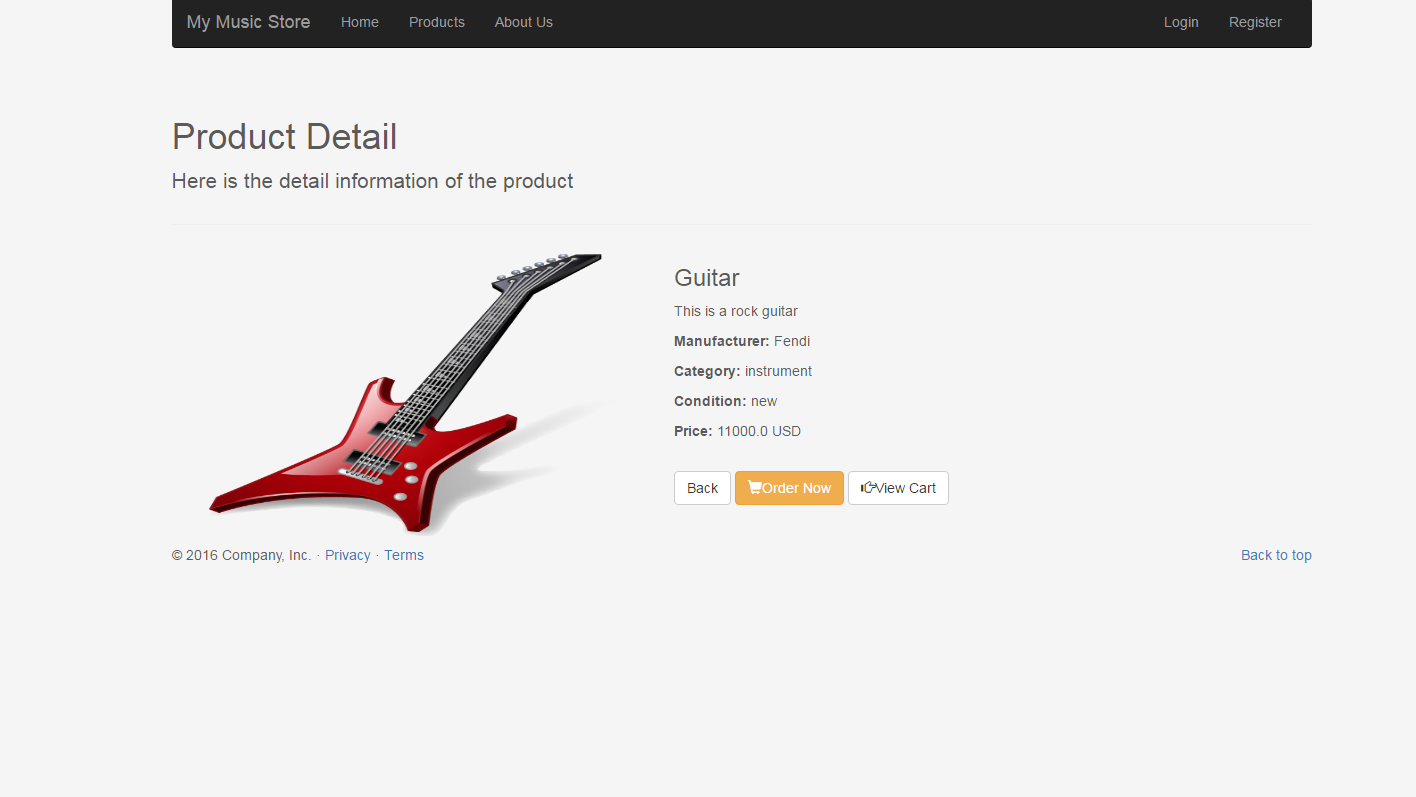 My Music Store Home Products About Us Login Register
Product Detail
Here is the detail information of the product
Guitar
This is a rock guitar
Manufacturer: Fendi
Category: instrument
Condition: new
Price: 11000.0 USD
Back Order Now View Cart
© 2016 Company, Inc. · Privacy · Terms Back to top